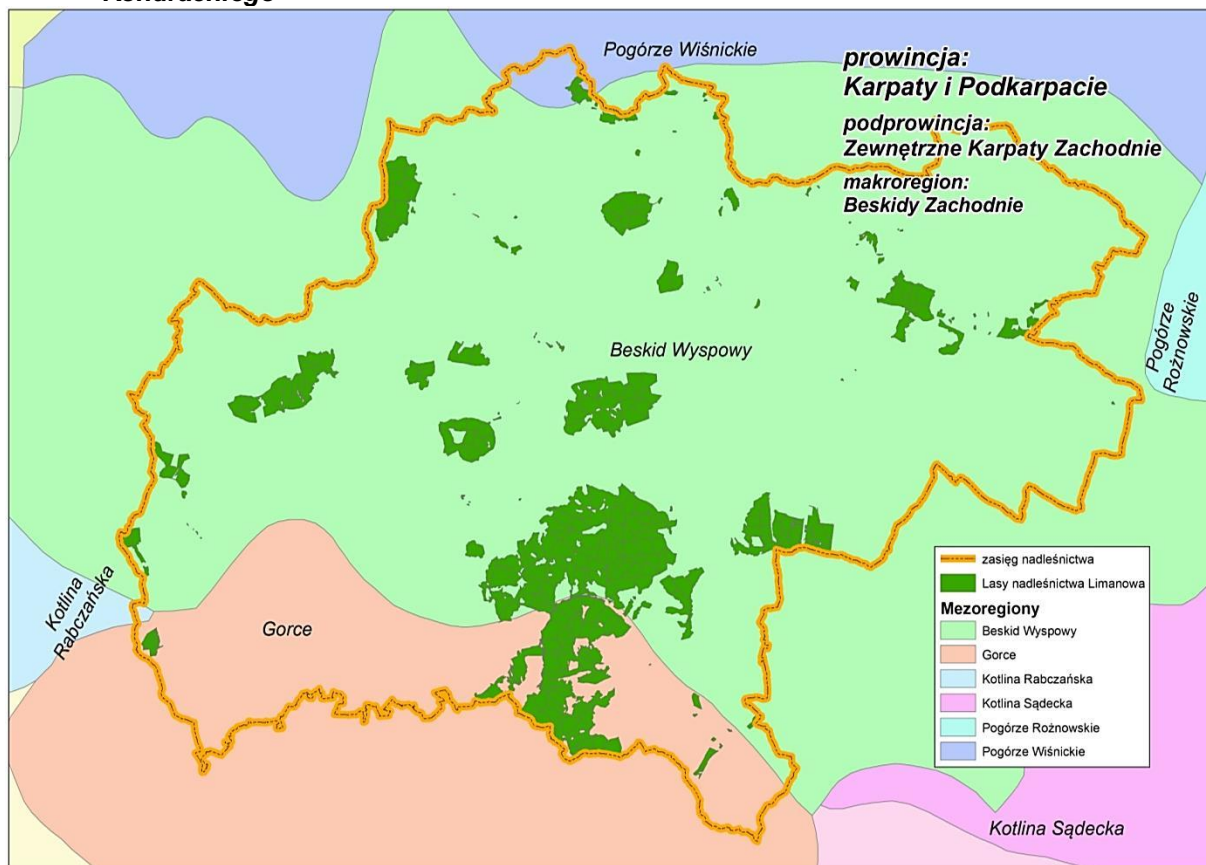 Pogórze Wiśnickie
prowincja:
Karpaty i Podkarpacie
podprowincja:
Zewnętrzne Karpaty Zachodnie
makroregion:
Beskidy Zachodnie
Pogórze
Rożnowskie
Beskid Wyspowy
Kotlina
Rabczańska
Gorce
Kotlina Sądecka
zasięg nadleśnictwa
Lasy nadleśnictwa Limanowa
Mezoregiony
Beskid Wyspowy
Gorce
Kotlina Rabczańska
Kotlina Sądecka
Pogórze Rożnowskie
Pogórze Wiśnickie